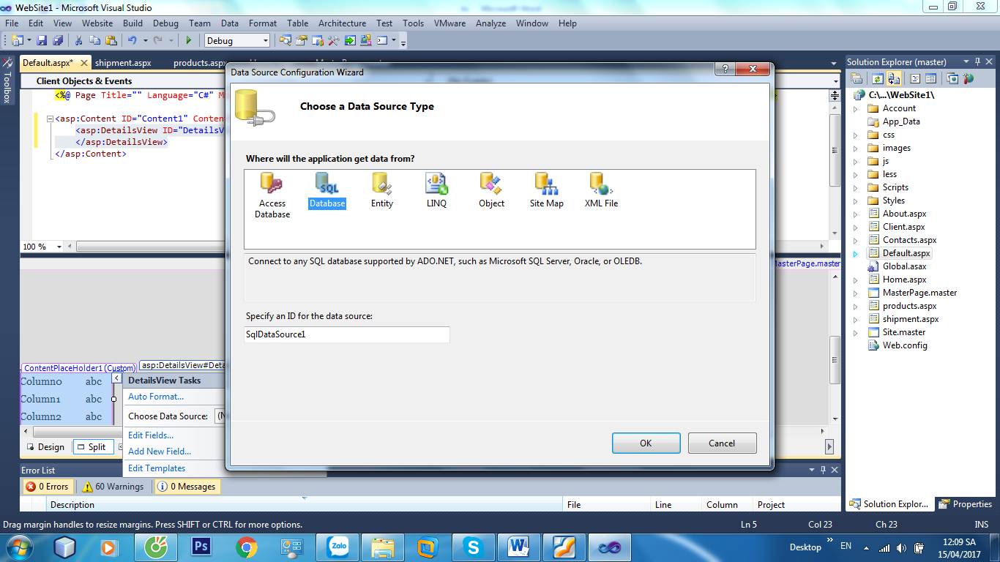 WebSite1 - Microsoft Visual Studio
File Edit View Website Build Debug Team Data Format Table Architecture Test Tools VMware Analyze Window Help
Debug
Default.aspx* shipment.aspx products.aspx
Client Objects & Events
<%@ Page Title="" Language="C#"
<asp:Content ID="Content1"
<asp:DetailsView
</asp:DetailsView>
</asp:Content>
100 %
Toolbox
Data Source Configuration Wizard
Choose a Data Source Type
Where will the application get data from?
Access Database
SQL
Database
Entity
LINQ
Object
Site Map
XML File
Connect to any SQL database supported by ADO.NET, such as Microsoft SQL Server, Oracle, or OLEDB.
Specify an ID for the data source:
SqlDataSource1
OK Cancel
ContentPlaceHolder1 (Custom)
Column0 abc
Column1 abc
Column2 abc
DetailsView Tasks
Auto Format...
Choose Data Source:
Edit Fields...
Add New Field...
Edit Templates
Design Split
Solution Explorer (master)
C:\...\WebSite1\
Account
App_Data
css
images
js
less
Scripts
Styles
About.aspx
Client.aspx
Contacts.aspx
Default.aspx
Global.asax
Home.aspx
MasterPage.master
products.aspx
shipment.aspx
Site.master
Web.config
Solution Explor... Properties
Error List
0 Errors 60 Warnings 0 Messages
Description File Line Column Project
Drag margin handles to resize margins. Press SHIFT or CTRL for more options. Ln 5 Col 23 Ch 23 INS
Ps
Zalo
Desktop » EN 12:09 SA
15/04/2017